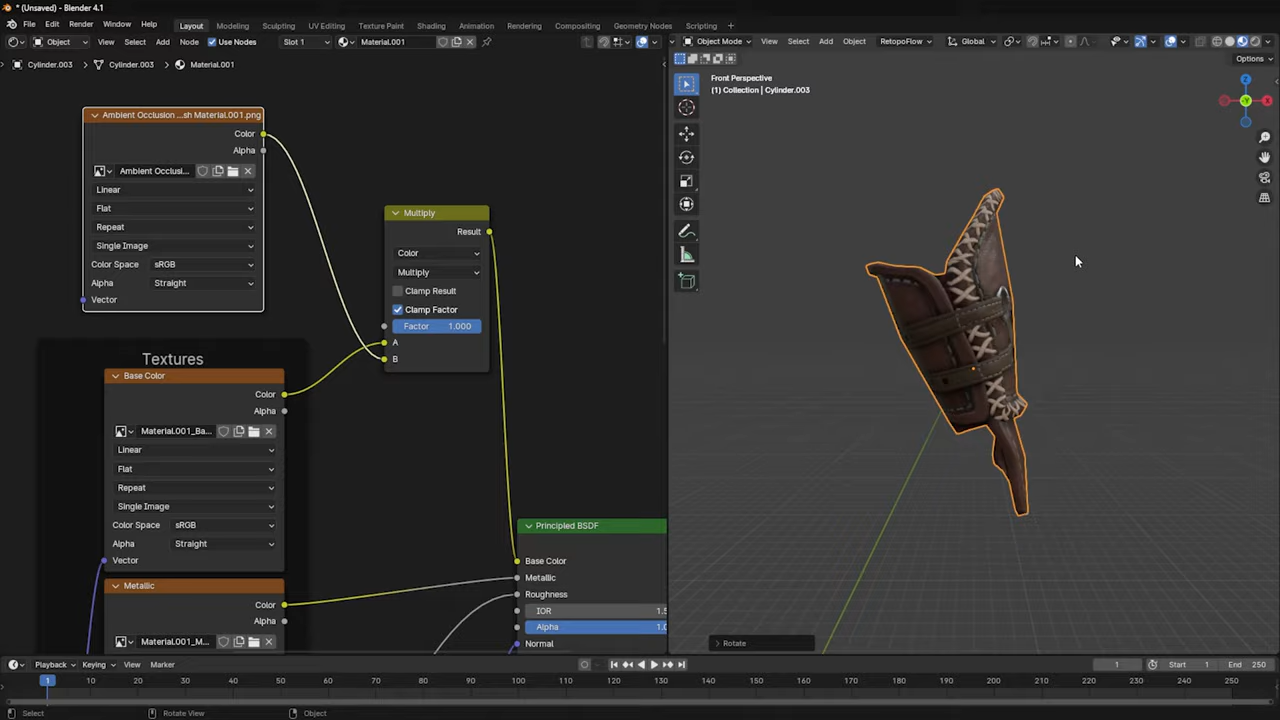 * (Unsaved) - Blender 4.1
File Edit Render Window Help Layout Modeling Sculpting UV Editing Texture Paint Shading Animation Rendering Compositing Geometry Nodes Scripting +
Object View Select Add Node Use Nodes Slot 1 Material.001
Object Mode View Select Add Object RetopoFlow Global
Options
Cylinder.003 > Cylinder.003 > Material.001
Front Perspective
(1) Collection | Cylinder.003
Z
Y
X
Ambient Occlusion ...sh Material.001.png
Color
Alpha
Ambient Occlusi...
Linear
Flat
Repeat
Single Image
Color Space sRGB
Alpha Straight
Vector
Multiply
Result
Color
Multiply
Clamp Result
Clamp Factor
Factor 1.000
A
B
Textures
Base Color
Color
Alpha
Material.001_Ba...
Linear
Flat
Repeat
Single Image
Color Space sRGB
Alpha Straight
Vector
Metallic
Color
Alpha
Material.001_M...
Principled BSDF
Base Color
Metallic
Roughness
IOR 1.5
Alpha 1.0
Normal
Rotate
Playback Keying View Marker
1 Start 1 End 250
1 10 20 30 40 50 60 70 80 90 100 110 120 130 140 150 160 170 180 190 200 210 220 230 240 250
Select Rotate View Object